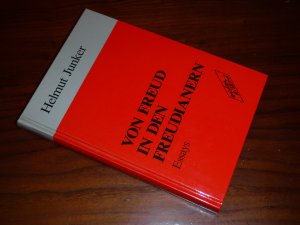 Helmut Junker
VON FREUD
IN DEN
FREUDIANERN
Essays